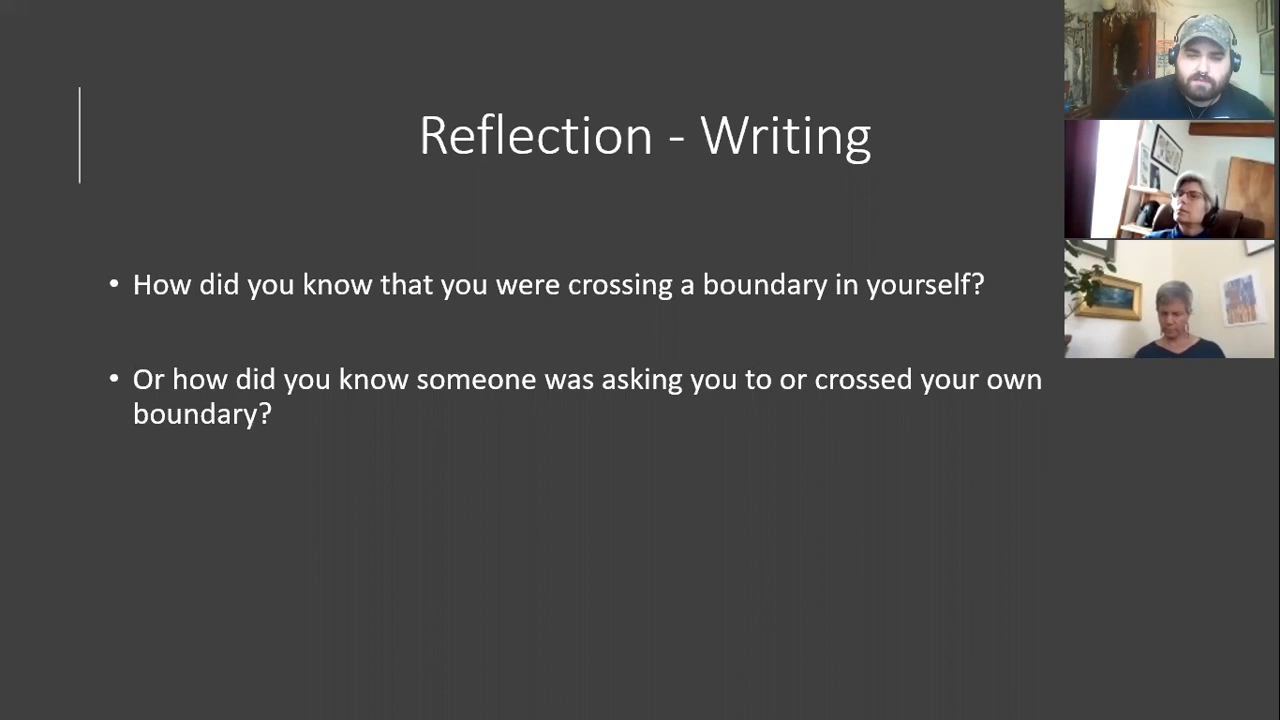 Reflection - Writing
• How did you know that you were crossing a boundary in yourself?
• Or how did you know someone was asking you to or crossed your own
boundary?